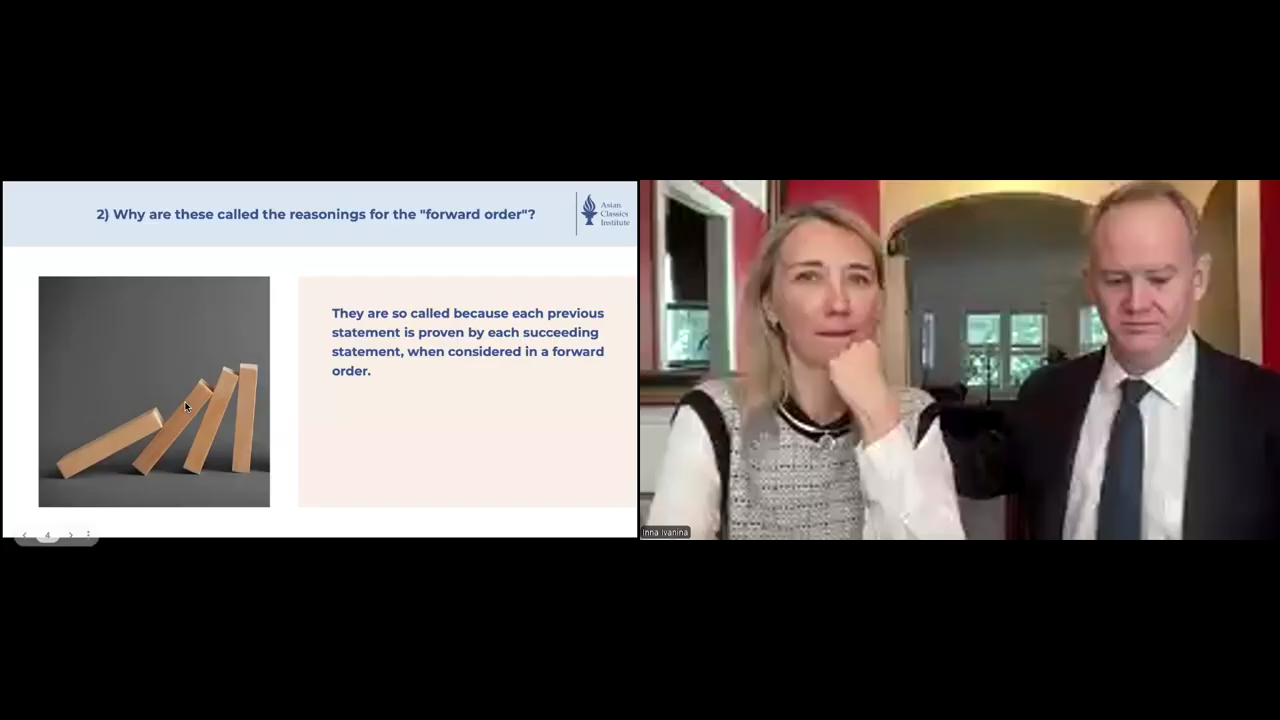 2) Why are these called the reasonings for the "forward order"?
Asian
Classics
Institute
They are so called because each previous
statement is proven by each succeeding
statement, when considered in a forward
order.
4
Inna Ivanina